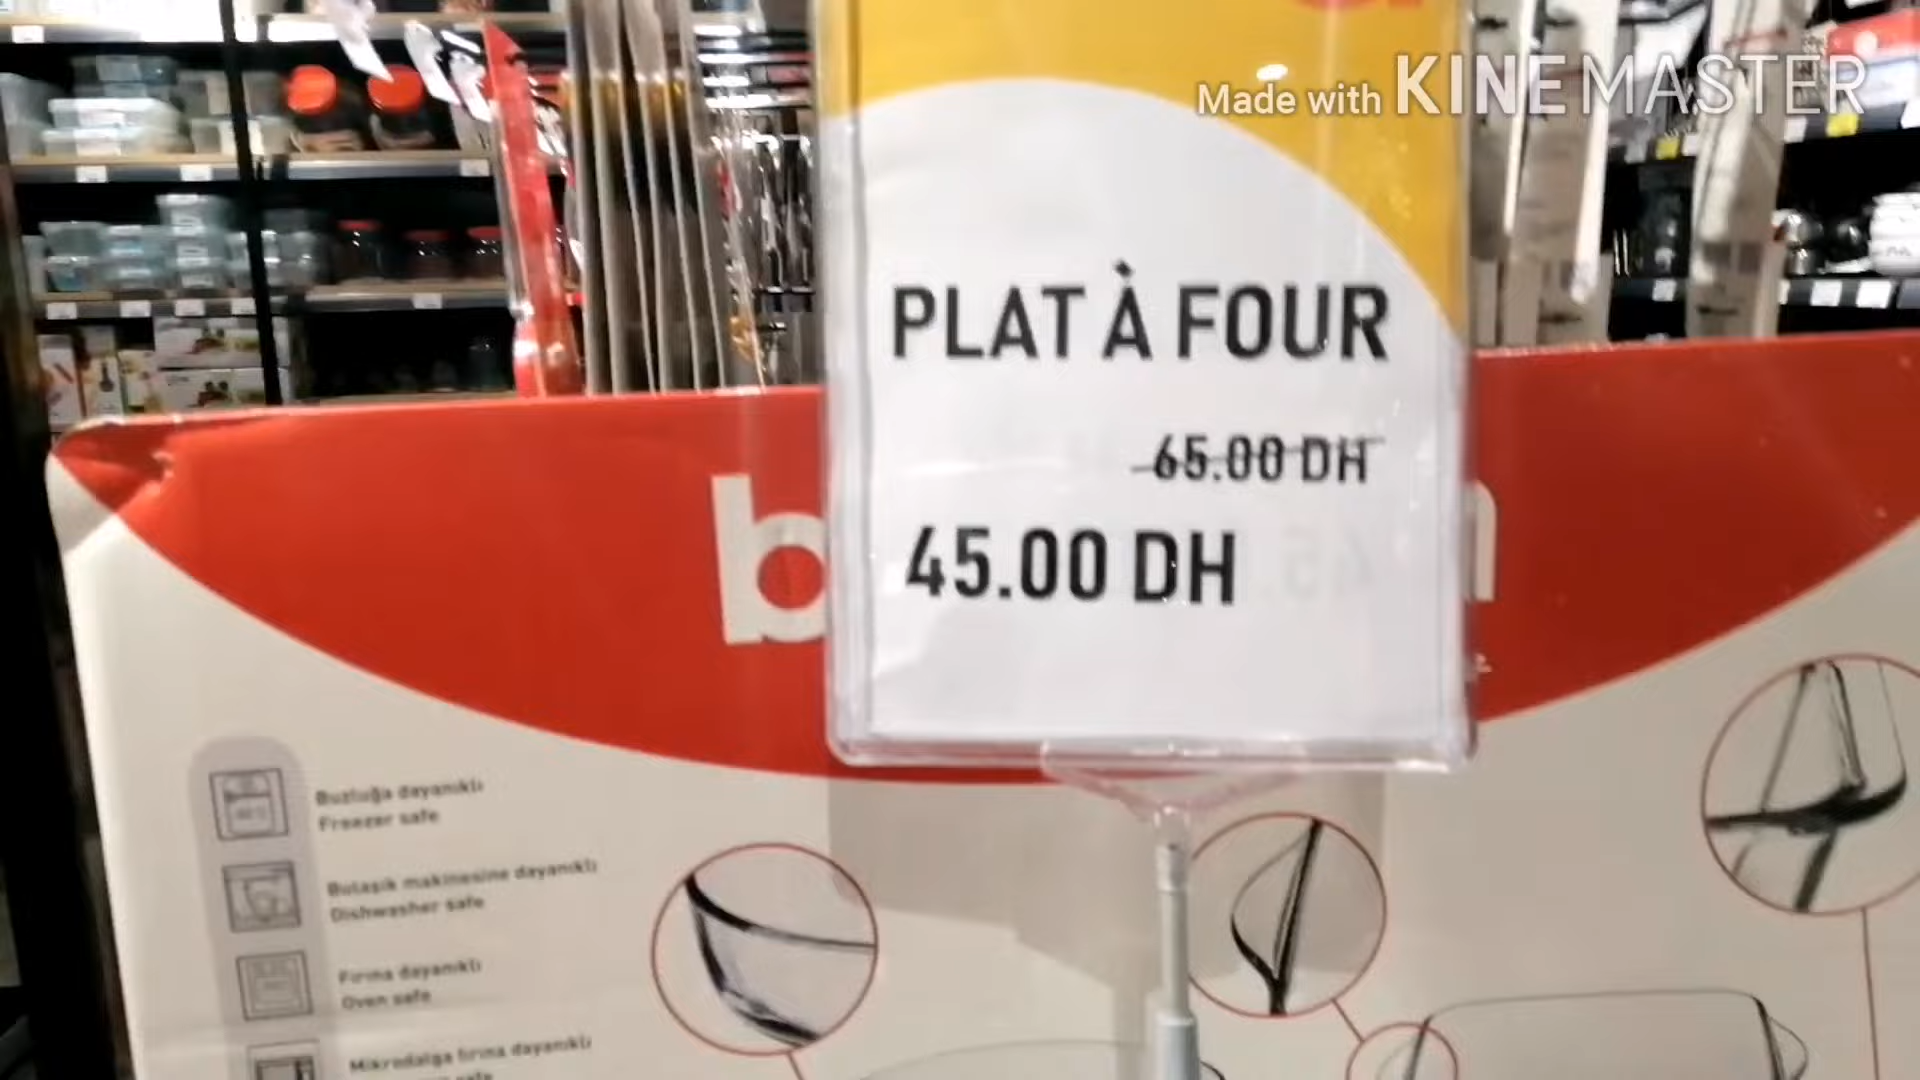 Made with KINEMASTER
PLAT À FOUR
65.00 DH
45.00 DH
b
Buzluğa dayanıklı
Freezer safe
Bulaşık makinesine dayanıklı
Dishwasher safe
Fırına dayanıklı
Oven safe
Mikrodalga fırına dayanıklı